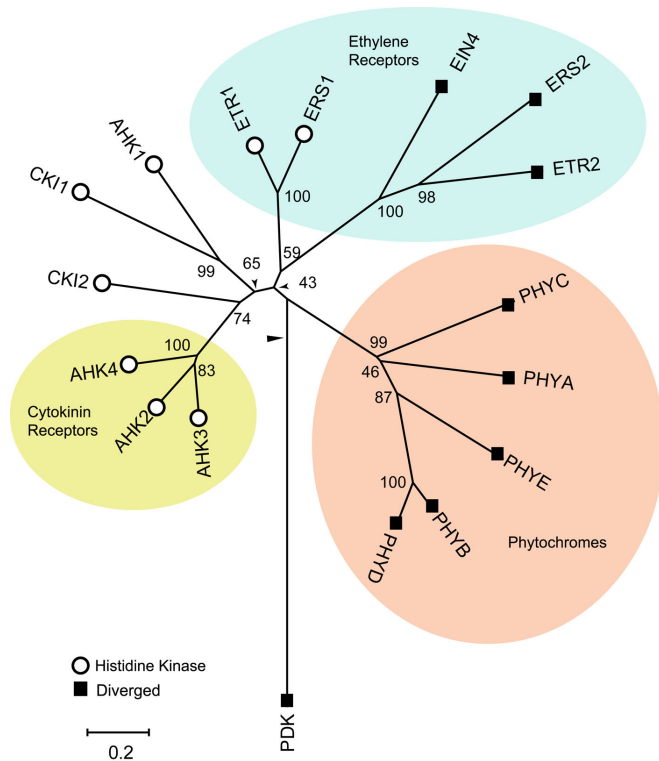 Ethylene
Receptors
EIN4
ERS2
ETR1
ERS1
ETR2
AHK1
CKI1
100
100
98
59
65
99
43
CKI2
74
PHYC
99
PHYA
46
87
100
AHK4
83
Cytokinin
Receptors
AHK2
AHK3
PHYE
100
PHYB
PHYD
Phytochromes
Histidine Kinase
Diverged
PDK
0.2